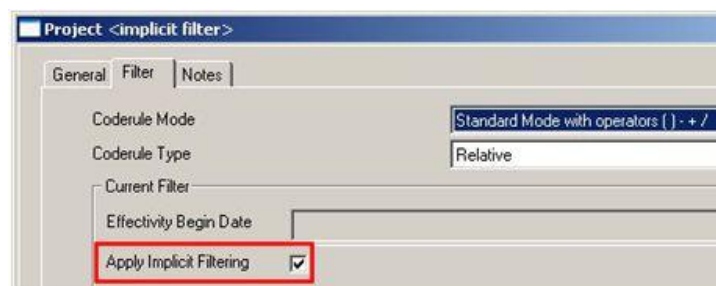 Project <implicit filter>
General Filter Notes
Coderule Mode Standard Mode with operators ( ) - + /
Coderule Type Relative
Current Filter
Effectivity Begin Date
Apply Implicit Filtering